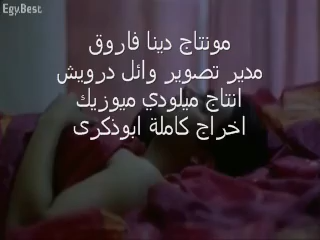 EgyBest
مونتاج دينا فاروق
مدير تصوير وائل درويش
انتاج ميلودي ميوزيك
اخراج كاملة ابوذكرى